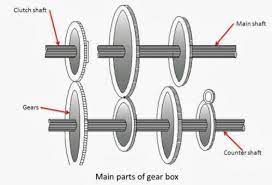 Clutch shaft
Main shaft
Gears
Counter shaft
Main parts of gear box